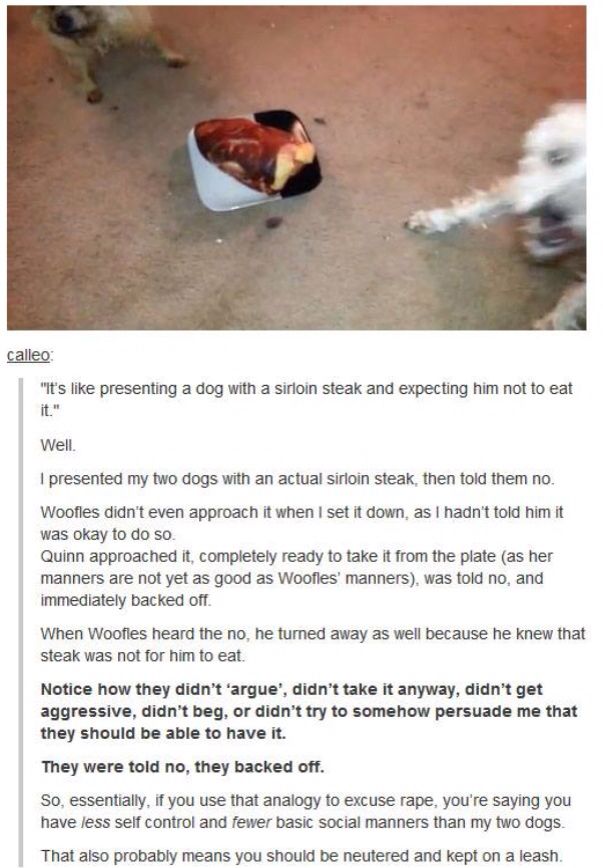 calleo:
"It's like presenting a dog with a sirloin steak and expecting him not to eat
it."
Well.
I presented my two dogs with an actual sirloin steak, then told them no.
Woofles didn't even approach it when I set it down, as I hadn't told him it
was okay to do so.
Quinn approached it, completely ready to take it from the plate (as her
manners are not yet as good as Woofles' manners), was told no, and
immediately backed off.
When Woofles heard the no, he turned away as well because he knew that
steak was not for him to eat.
Notice how they didn't 'argue', didn't take it anyway, didn't get
aggressive, didn't beg, or didn't try to somehow persuade me that
they should be able to have it.
They were told no, they backed off.
So, essentially, if you use that analogy to excuse rape, you're saying you
have less self control and fewer basic social manners than my two dogs.
That also probably means you should be neutered and kept on a leash.